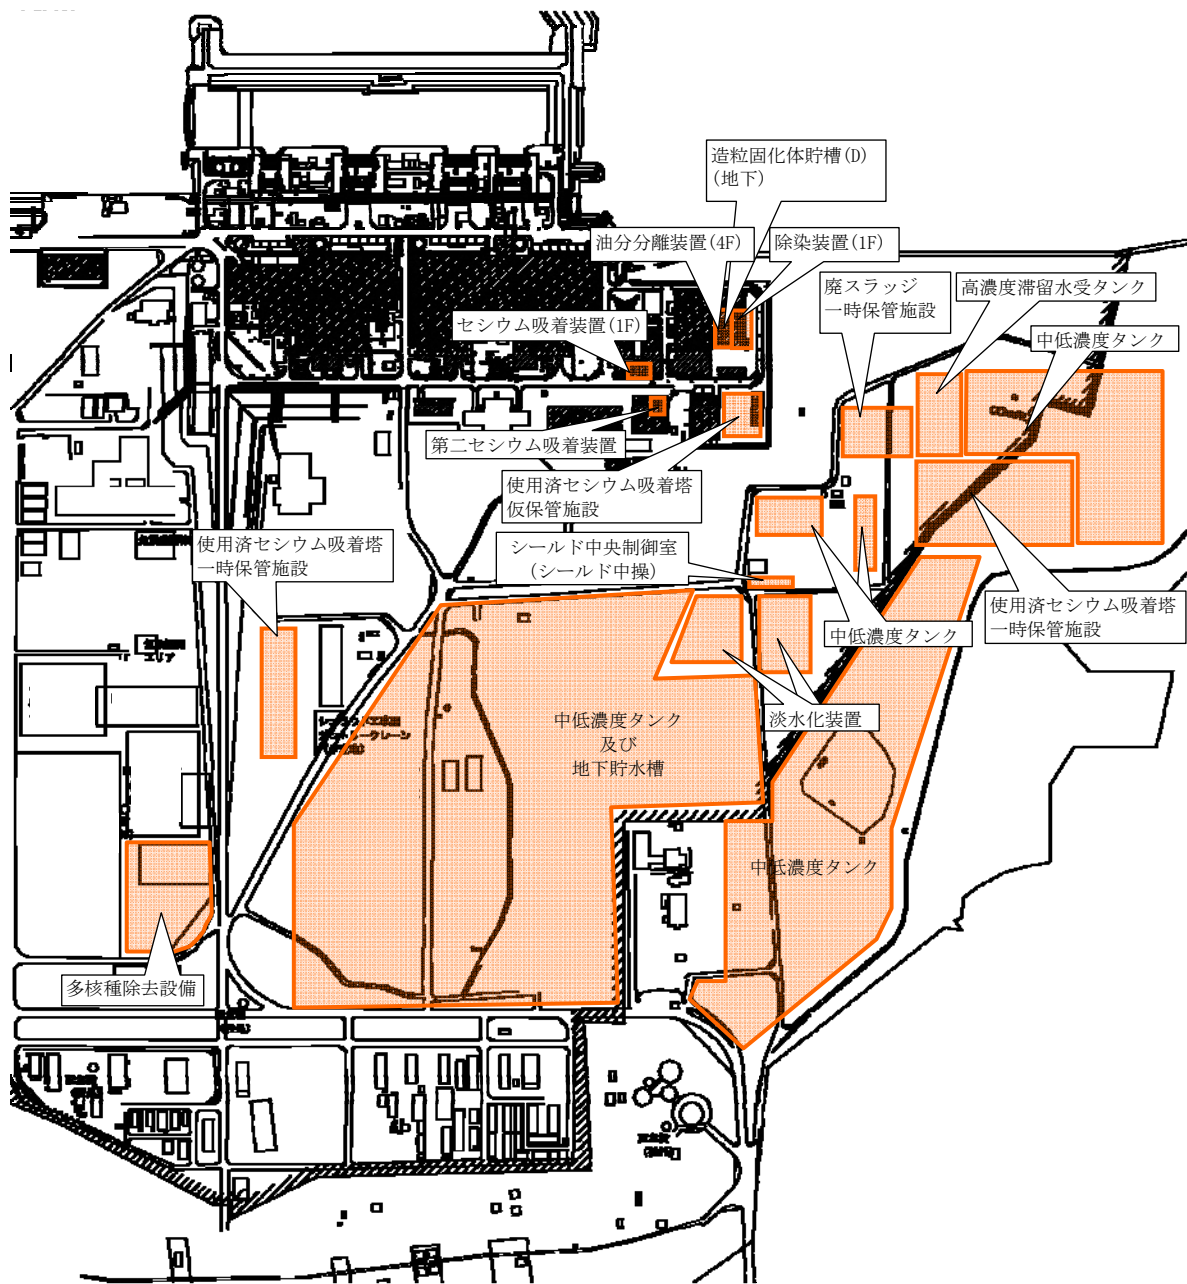 造粒固化体貯槽(D)
(地下)
油分分離装置(4F)
除染装置(1F)
廃スラッジ
一時保管施設
高濃度滞留水受タンク
セシウム吸着装置(1F)
中低濃度タンク
第二セシウム吸着装置
使用済セシウム吸着塔
仮保管施設
使用済セシウム吸着塔
一時保管施設
シールド中央制御室
(シールド中操)
使用済セシウム吸着塔
一時保管施設
中低濃度タンク
淡水化装置
中低濃度タンク
及び
地下貯水槽
中低濃度タンク
多核種除去設備